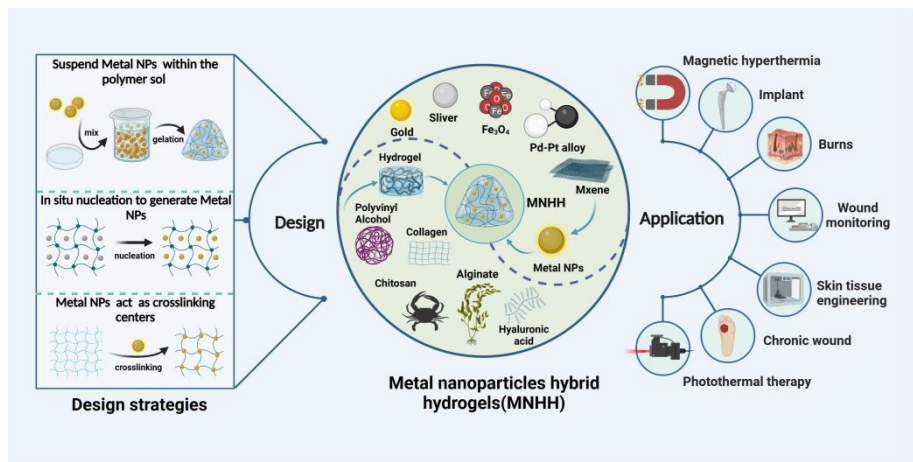 Suspend Metal NPs within the
polymer sol
mix
gelation
In situ nucleation to generate Metal
NPs
nucleation
Metal NPs act as crosslinking
centers
crosslinking
Design strategies
Design
Gold
Sliver
Fe
Fe
O
O
O
Fe
O
Fe₃O₄
Pd-Pt alloy
Hydrogel
MNHH
Mxene
Polyvinyl
Alcohol
Collagen
Metal NPs
Chitosan
Alginate
Hyaluronic
acid
Metal nanoparticles hybrid
hydrogels(MNHH)
Application
Magnetic hyperthermia
Implant
Burns
Wound
monitoring
Skin tissue
engineering
Chronic wound
Photothermal therapy